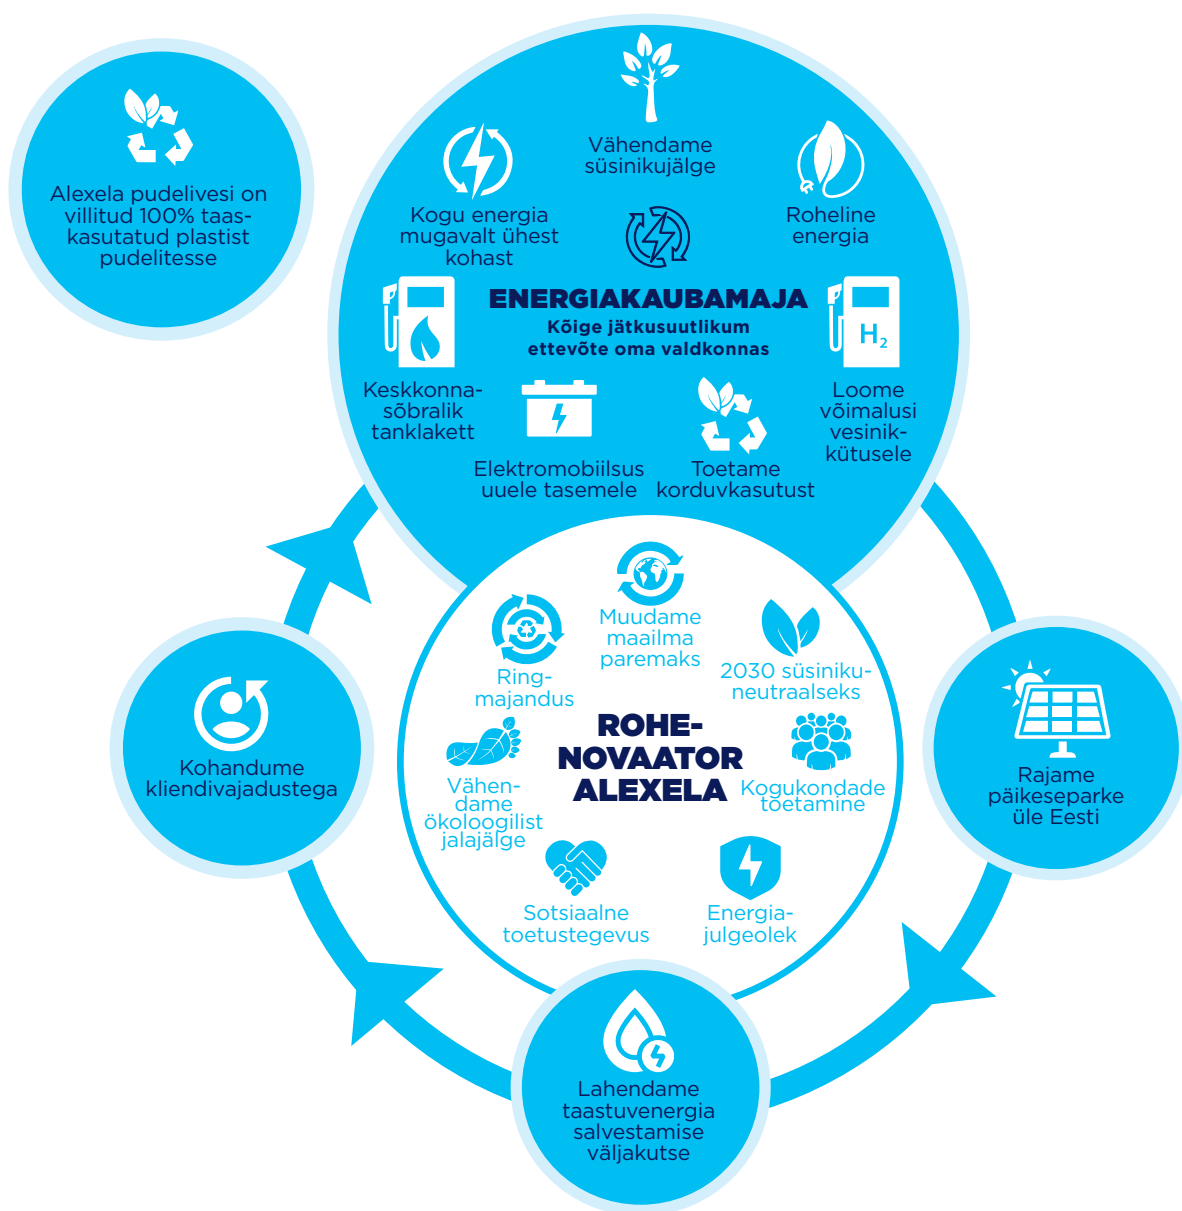 Alexela pudelivesi on
villitud 100% taas-
kasutatud plastist
pudelitesse
Vähendame
süsinikujälge
Kogu energia
mugavalt ühest
kohast
Roheline
energia
ENERGIAKAUBAMAJA
Kõige jätkusuutlikum
ettevõte oma valdkonnas
Keskkonna-
sõbralik
tanklakett
H₂
Loome
võimalusi
vesinik-
kütusele
Elektromobiilsus
uuele tasemele
Toetame
korduvkasutust
Muudame
maailma
paremaks
Ring-
majandus
2030 süsiniku-
neutraalseks
ROHE-
NOVAATOR
ALEXELA
Vähen-
dame
ökoloogilist
jalajälge
Kogukondade
toetamine
Sotsiaalne
toetustegevus
Energia-
julgeolek
Kohandume
kliendivajadustega
Rajame
päikeseparke
üle Eesti
Lahendame
taastuvenergia
salvestamise
väljakutse